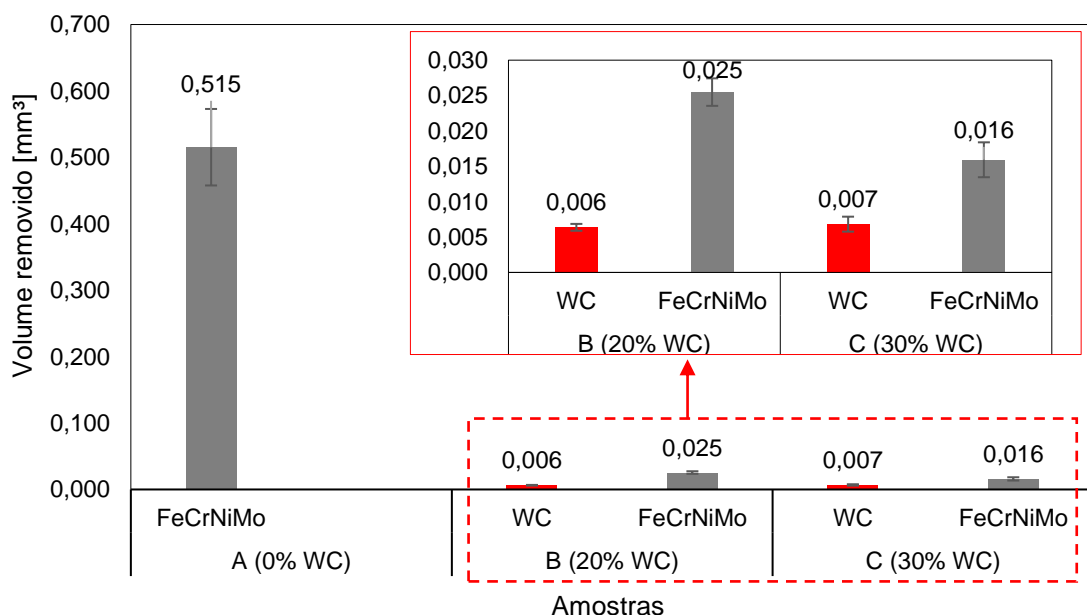 Volume removido [mm³]
0,700
0,600
0,500
0,400
0,300
0,200
0,100
0,000
0,515
0,030
0,025
0,020
0,015
0,010
0,005
0,000
0,006
0,025
0,007
0,016
WC FeCrNiMo WC FeCrNiMo
B (20% WC) C (30% WC)
0,006 0,025 0,007 0,016
FeCrNiMo WC FeCrNiMo WC FeCrNiMo
A (0% WC) B (20% WC) C (30% WC)
Amostras